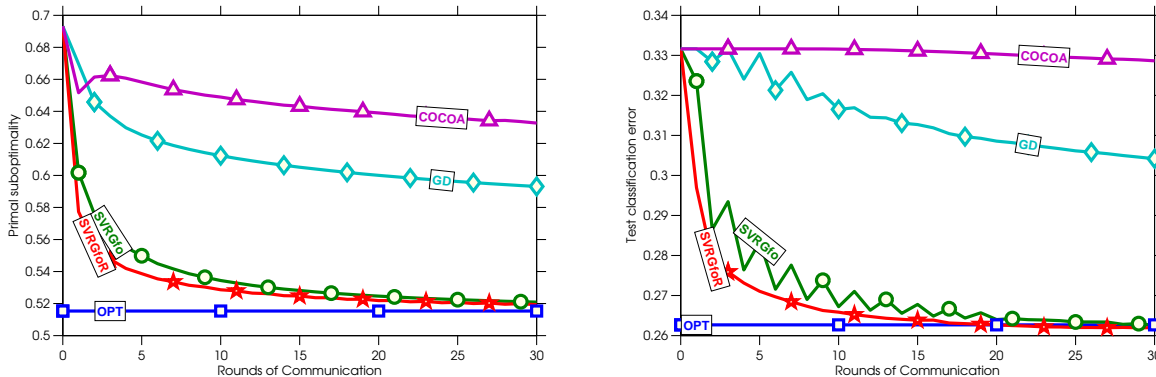 0.7
0.68
0.66
0.64
0.62
0.6
0.58
0.56
0.54
0.52
0.5
Primal suboptimality
0
5
10
15
20
25
30
Rounds of Communication
COCOA
GD
SVRGfo
SVRGfoR
OPT
0.34
0.33
0.32
0.31
0.3
0.29
0.28
0.27
0.26
Test classification error
0
5
10
15
20
25
30
Rounds of Communication
COCOA
GD
SVRGfo
SVRGfoR
OPT